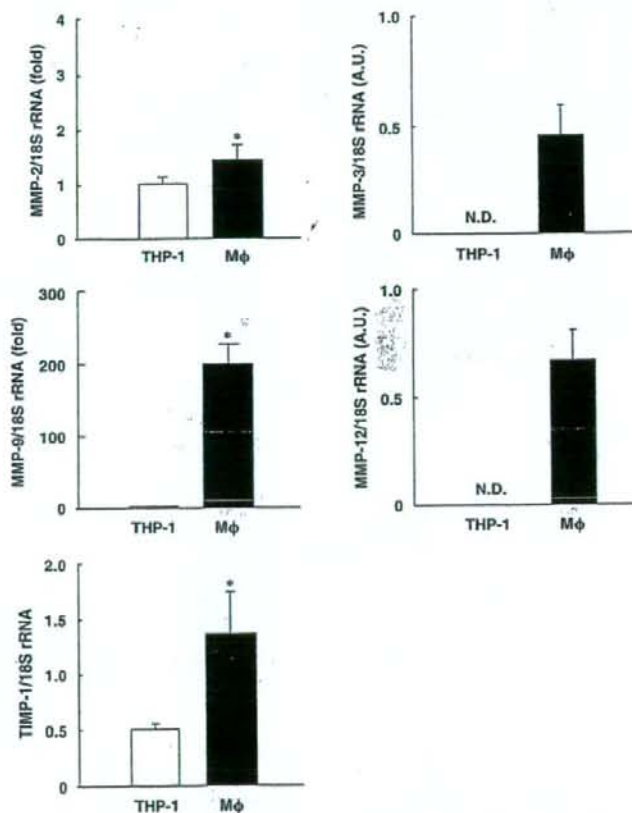 MMP-2/18S rRNA (fold)
4
3
2
1
0
*
THP-1 Mφ
MMP-3/18S rRNA (A.U.)
1.0
0.5
0
N.D.
THP-1 Mφ
MMP-9/18S rRNA (fold)
300
200
100
0
*
THP-1 Mφ
MMP-12/18S rRNA (A.U.)
1.0
0.5
0
N.D.
THP-1 Mφ
TIMP-1/18S rRNA
2.0
1.5
1.0
0.5
0
*
THP-1 Mφ